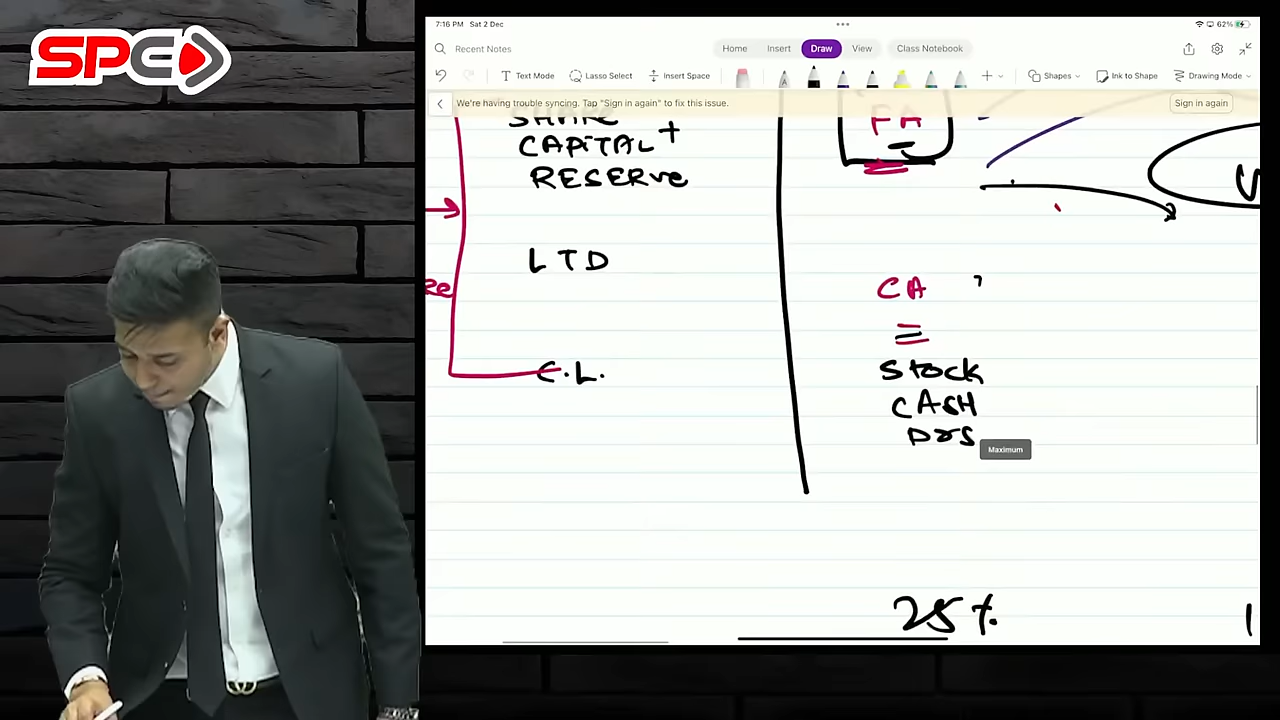 SPC
7:16 PM Sat 2 Dec
62%
Recent Notes
Home Insert Draw View Class Notebook
Text Mode Lasso Select Insert Space Shapes Ink to Shape Drawing Mode
We're having trouble syncing. Tap "Sign in again" to fix this issue. Sign in again
SHARE
CAPITAL +
RESERVE
LTD
C.L.
FA
CA
Stock
CASH
DrS
Maximum
25 %